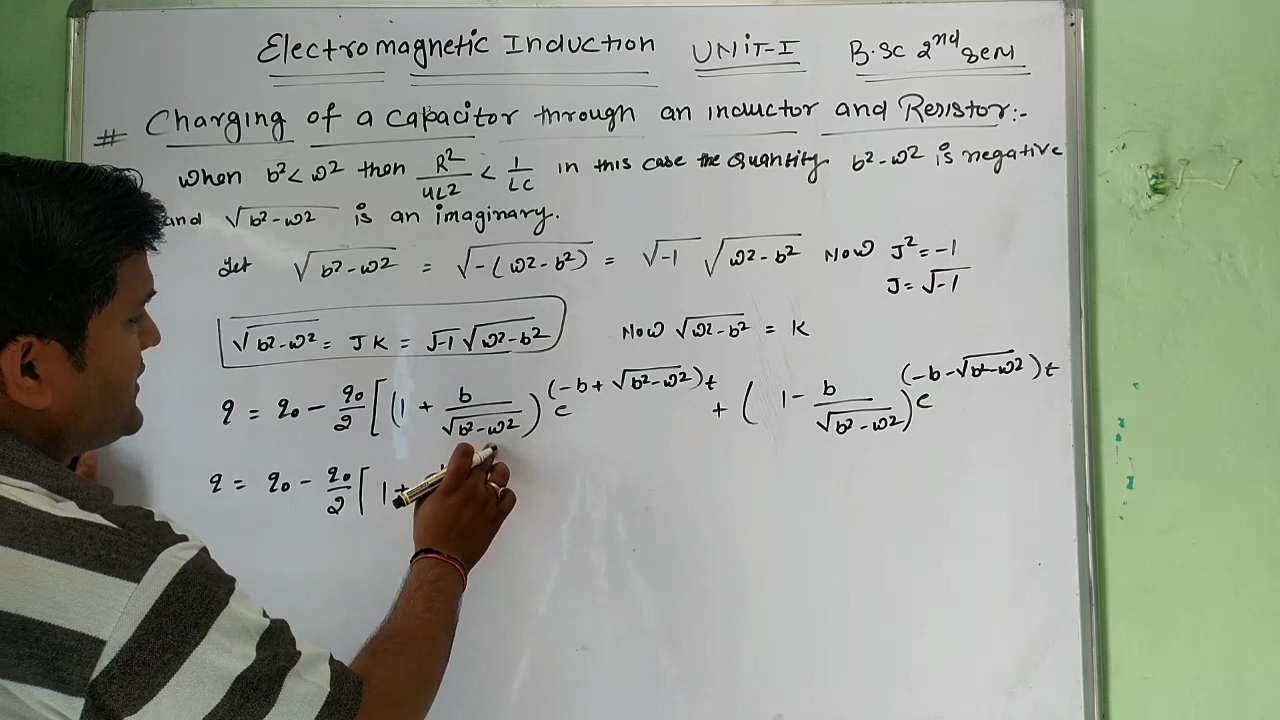 Electromagnetic Induction UNIT-I B.Sc 2nd SEM
# Charging of a capacitor through an inductor and Resistor:-
when b²<ω² then R²/4L² < 1/LC in this case the Quantity b²-ω² is negative
and √(b²-ω²) is an imaginary.
Let √(b²-ω²) = √(-(ω²-b²)) = √-1 √(ω²-b²) Now J²=-1
J=√-1
√(b²-ω²) = JK = √-1 √(ω²-b²) Now √(ω²-b²) = K
q = q₀ - q₀/2 [(1 + b/√(b²-ω²)) e^(-b+√(b²-ω²))t + (1 - b/√(b²-ω²)) e^(-b-√(b²-ω²))t
q = q₀ - q₀/2 [ 1+